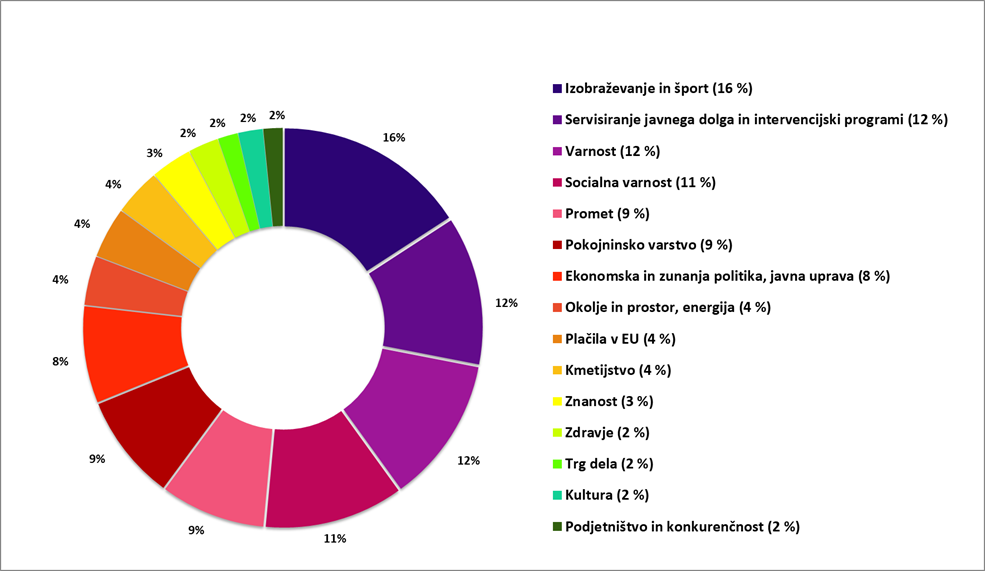 2%
2%
2%
2%
3%
4%
4%
4%
8%
9%
9%
11%
12%
12%
16%
Izobraževanje in šport (16 %)
Servisiranje javnega dolga in intervencijski programi (12 %)
Varnost (12 %)
Socialna varnost (11 %)
Promet (9 %)
Pokojninsko varstvo (9 %)
Ekonomska in zunanja politika, javna uprava (8 %)
Okolje in prostor, energija (4 %)
Plačila v EU (4 %)
Kmetijstvo (4 %)
Znanost (3 %)
Zdravje (2 %)
Trg dela (2 %)
Kultura (2 %)
Podjetništvo in konkurenčnost (2 %)